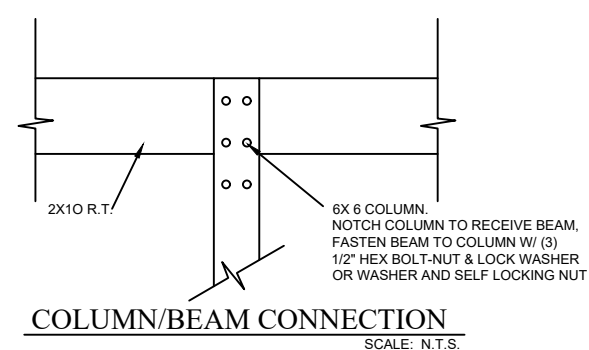 2X1O R.T.
6X 6 COLUMN.
NOTCH COLUMN TO RECEIVE BEAM,
FASTEN BEAM TO COLUMN W/ (3)
1/2" HEX BOLT-NUT & LOCK WASHER
OR WASHER AND SELF LOCKING NUT
COLUMN/BEAM CONNECTION
SCALE: N.T.S.